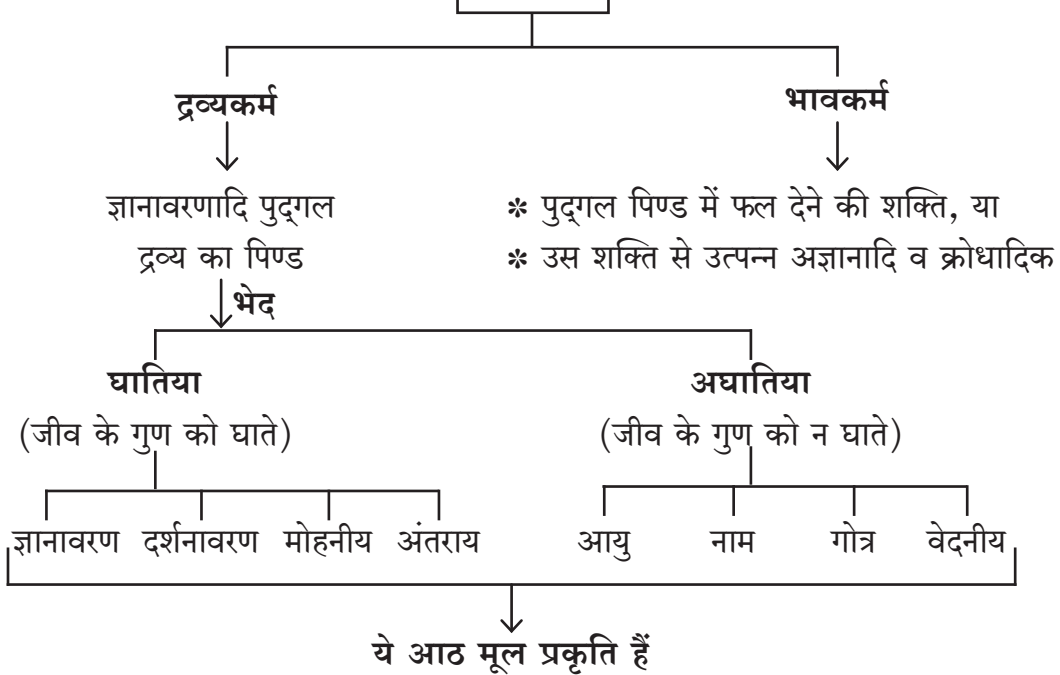 द्रव्यकर्म भावकर्म
ज्ञानावरणादि पुद्गल
द्रव्य का पिण्ड
* पुद्गल पिण्ड में फल देने की शक्ति, या
* उस शक्ति से उत्पन्न अज्ञानादि व क्रोधादिक
भेद
घातिया अघातिया
(जीव के गुण को घाते) (जीव के गुण को न घाते)
ज्ञानावरण दर्शनावरण मोहनीय अंतराय आयु नाम गोत्र वेदनीय
ये आठ मूल प्रकृति हैं